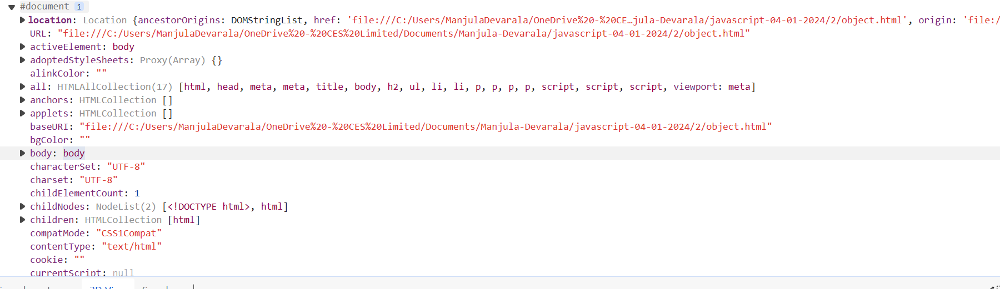 #document i
location: Location {ancestorOrigins: DOMStringList, href: 'file:///C:/Users/ManjulaDevarala/OneDrive%20-%20CE…jula-Devarala/javascript-04-01-2024/2/object.html', origin: 'file:/
URL: "file:///C:/Users/ManjulaDevarala/OneDrive%20-%20CES%20Limited/Documents/Manjula-Devarala/javascript-04-01-2024/2/object.html"
activeElement: body
adoptedStyleSheets: Proxy(Array) {}
alinkColor: ""
all: HTMLAllCollection(17) [html, head, meta, meta, title, body, h2, ul, li, li, p, p, p, p, script, script, script, viewport: meta]
anchors: HTMLCollection []
applets: HTMLCollection []
baseURI: "file:///C:/Users/ManjulaDevarala/OneDrive%20-%20CES%20Limited/Documents/Manjula-Devarala/javascript-04-01-2024/2/object.html"
bgColor: ""
body: body
characterSet: "UTF-8"
charset: "UTF-8"
childElementCount: 1
childNodes: NodeList(2) [<!DOCTYPE html>, html]
children: HTMLCollection [html]
compatMode: "CSS1Compat"
contentType: "text/html"
cookie: ""
currentScript: null